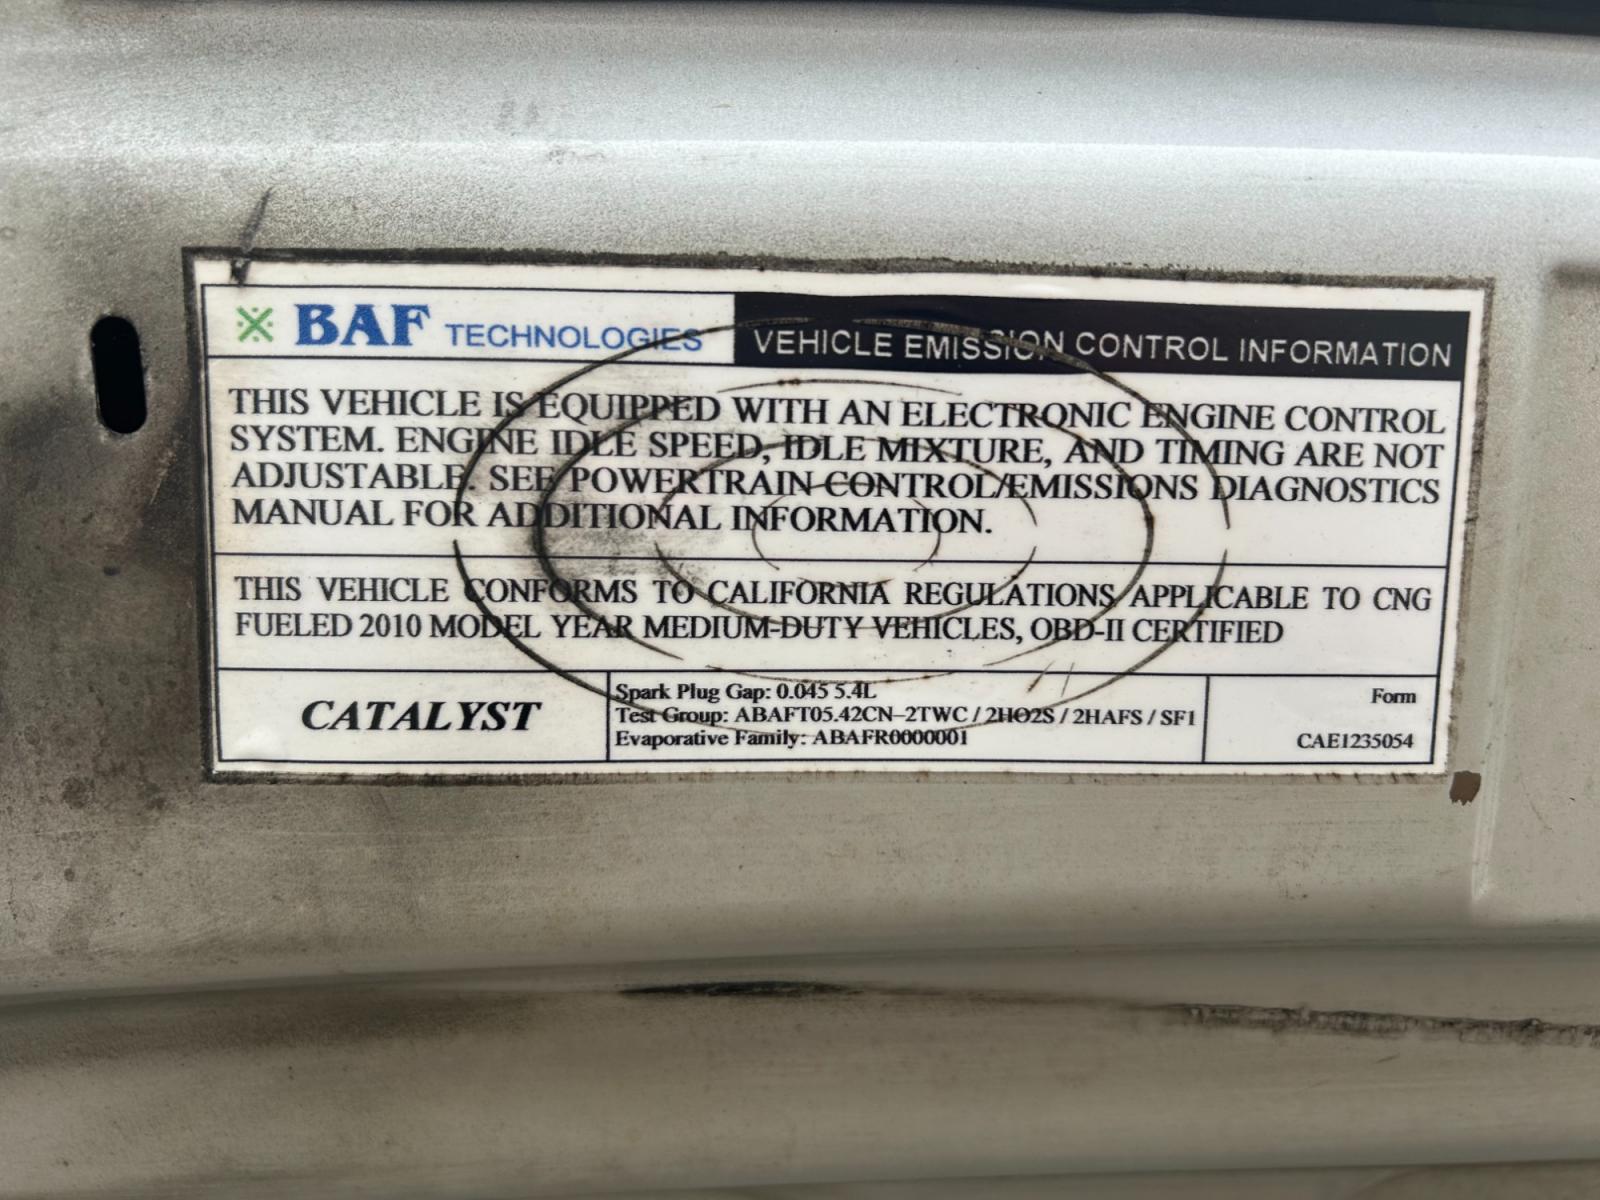 BAF TECHNOLOGIES
VEHICLE EMISSION CONTROL INFORMATION
THIS VEHICLE IS EQUIPPED WITH AN ELECTRONIC ENGINE CONTROL
SYSTEM. ENGINE IDLE SPEED, IDLE MIXTURE, AND TIMING ARE NOT
ADJUSTABLE. SEE POWERTRAIN CONTROL/EMISSIONS DIAGNOSTICS
MANUAL FOR ADDITIONAL INFORMATION.
THIS VEHICLE CONFORMS TO CALIFORNIA REGULATIONS APPLICABLE TO CNG
FUELED 2010 MODEL YEAR MEDIUM-DUTY VEHICLES, OBD-II CERTIFIED
CATALYST
Spark Plug Gap: 0.045 5.4L
Test Group: ABAFT05.42CN-2TWC / 2HO2S / 2HAFS / SF1
Evaporative Family: ABAFR0000001
Form
CAE1235054